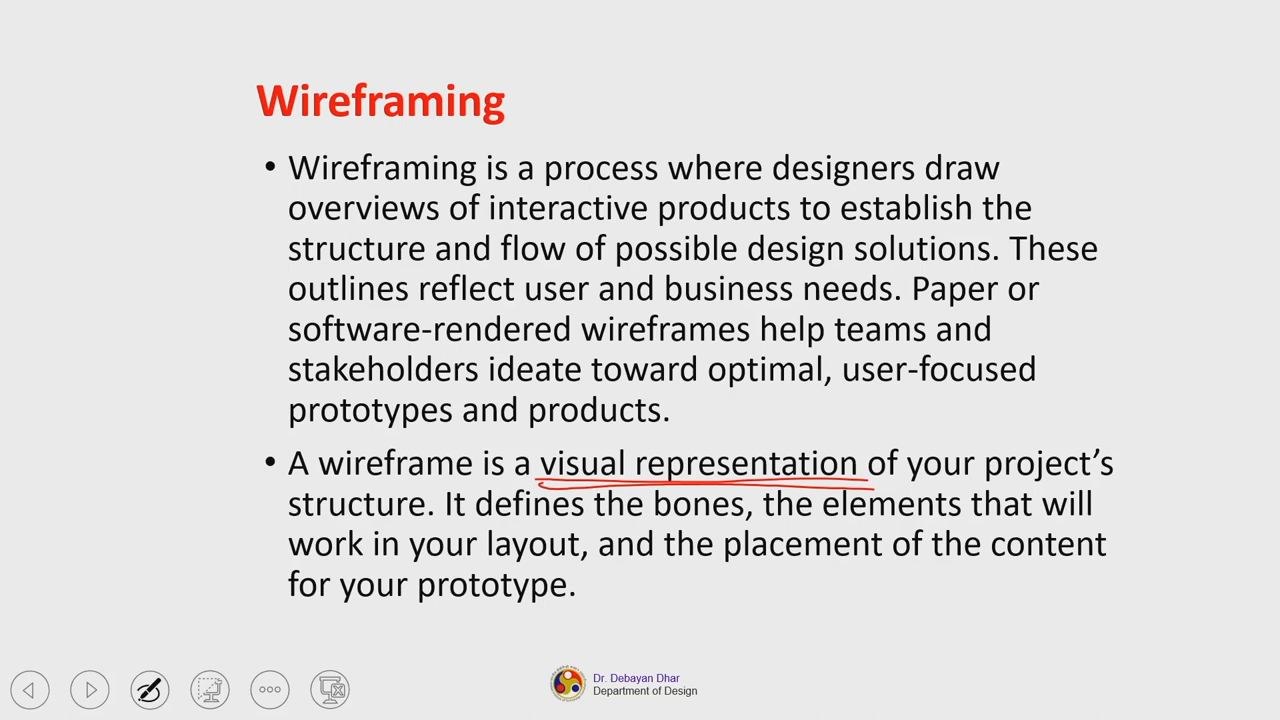 Wireframing
• Wireframing is a process where designers draw
overviews of interactive products to establish the
structure and flow of possible design solutions. These
outlines reflect user and business needs. Paper or
software-rendered wireframes help teams and
stakeholders ideate toward optimal, user-focused
prototypes and products.
• A wireframe is a visual representation of your project’s
structure. It defines the bones, the elements that will
work in your layout, and the placement of the content
for your prototype.
Dr. Debayan Dhar
Department of Design